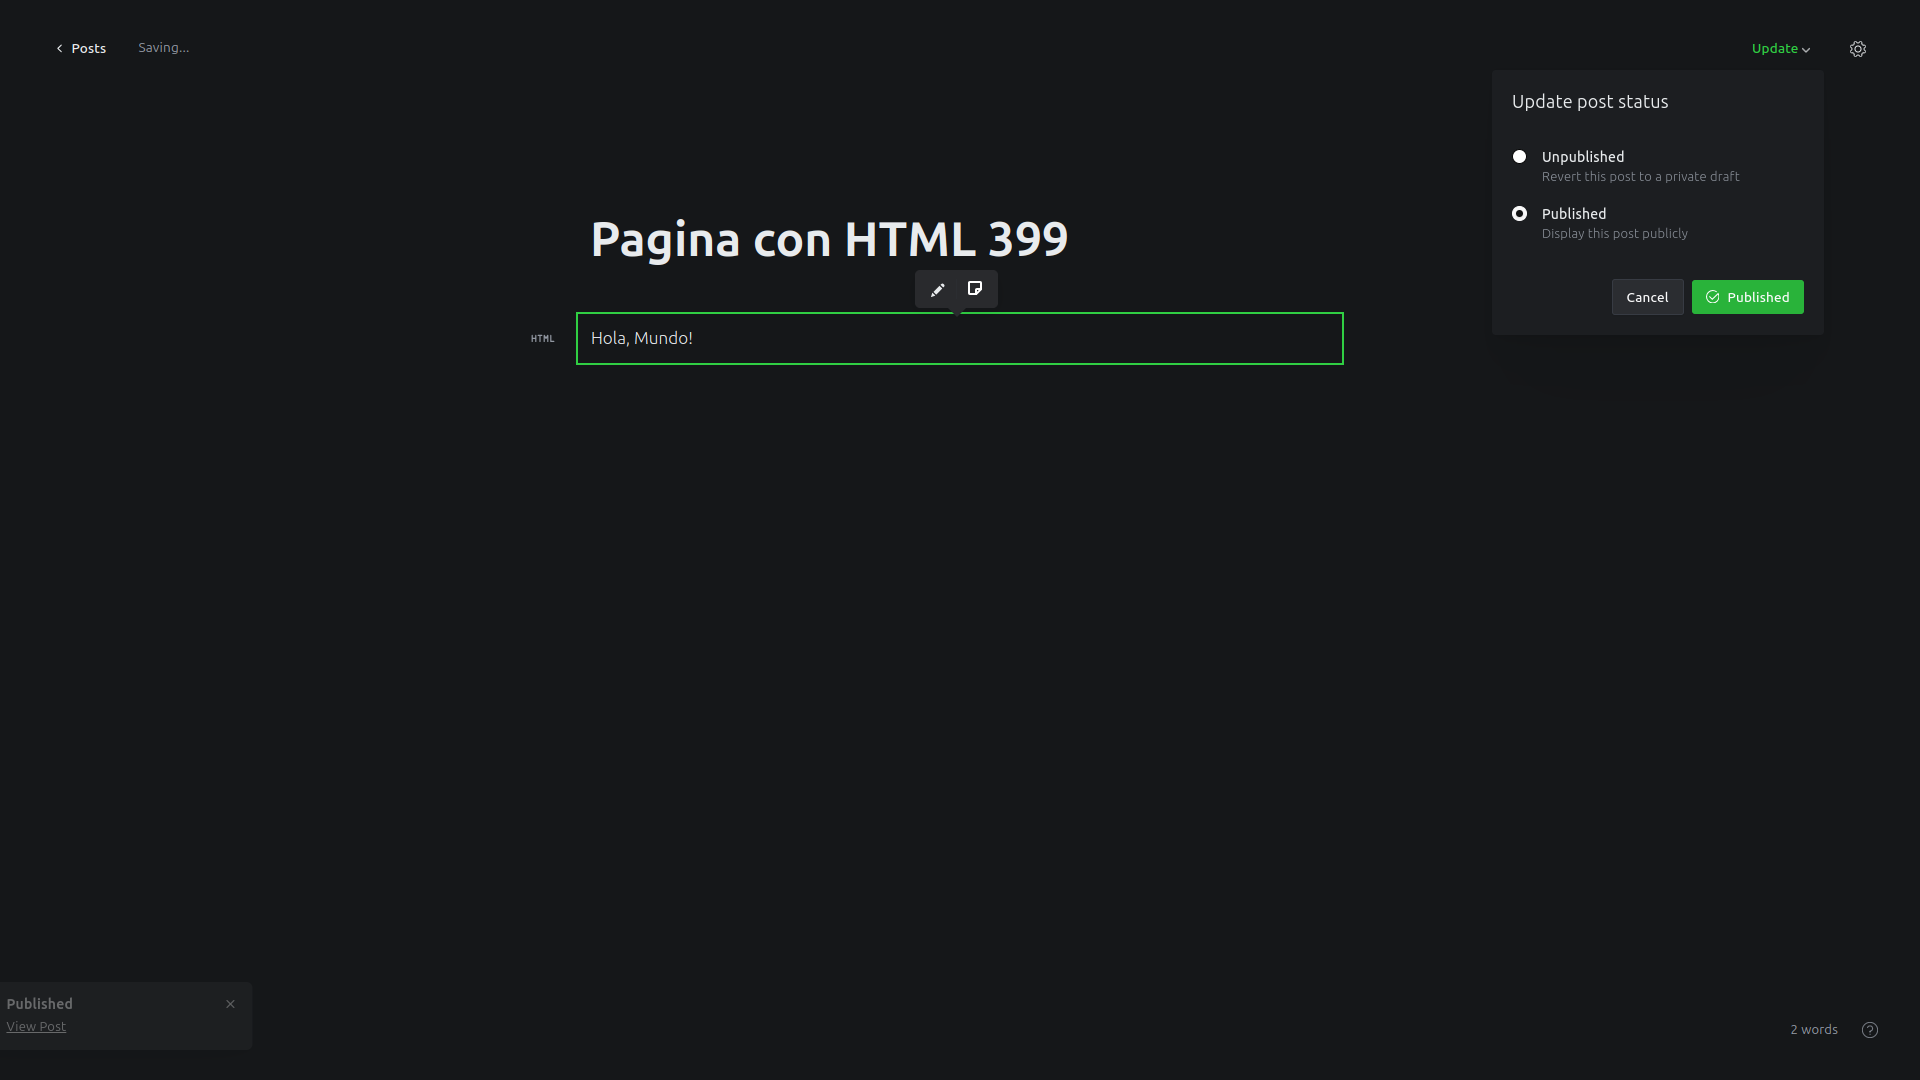 Posts
Saving...
Update
Update post status
Unpublished
Revert this post to a private draft
Published
Display this post publicly
Cancel
Published
Pagina con HTML 399
HTML
Hola, Mundo!
Published
View Post
2 words